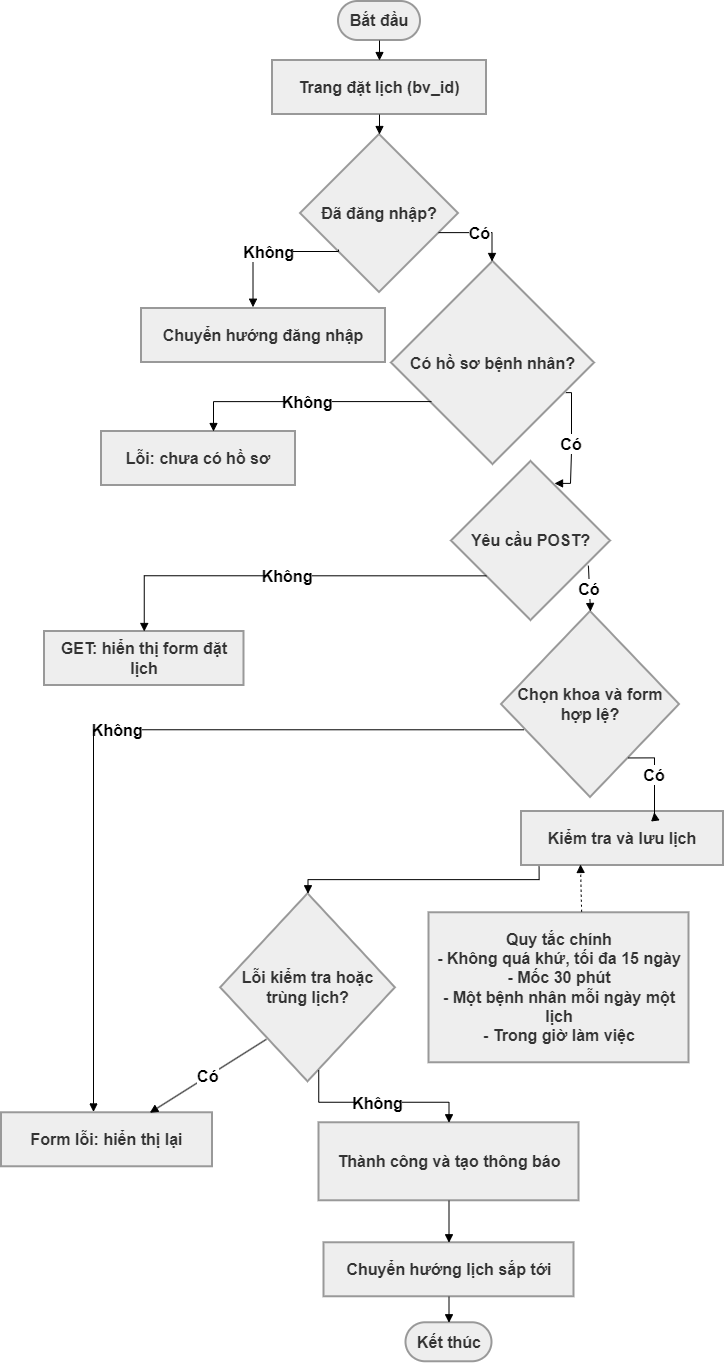 Bắt đầu
Trang đặt lịch (bv_id)
Đã đăng nhập?
Có
Không
Chuyển hướng đăng nhập
Có hồ sơ bệnh nhân?
Không
Có
Lỗi: chưa có hồ sơ
Yêu cầu POST?
Không
Có
GET: hiển thị form đặt
lịch
Chọn khoa và form
hợp lệ?
Không
Có
Kiểm tra và lưu lịch
Quy tắc chính
- Không quá khứ, tối đa 15 ngày
- Mốc 30 phút
- Một bệnh nhân mỗi ngày một
lịch
- Trong giờ làm việc
Lỗi kiểm tra hoặc
trùng lịch?
Có
Không
Form lỗi: hiển thị lại
Thành công và tạo thông báo
Chuyển hướng lịch sắp tới
Kết thúc